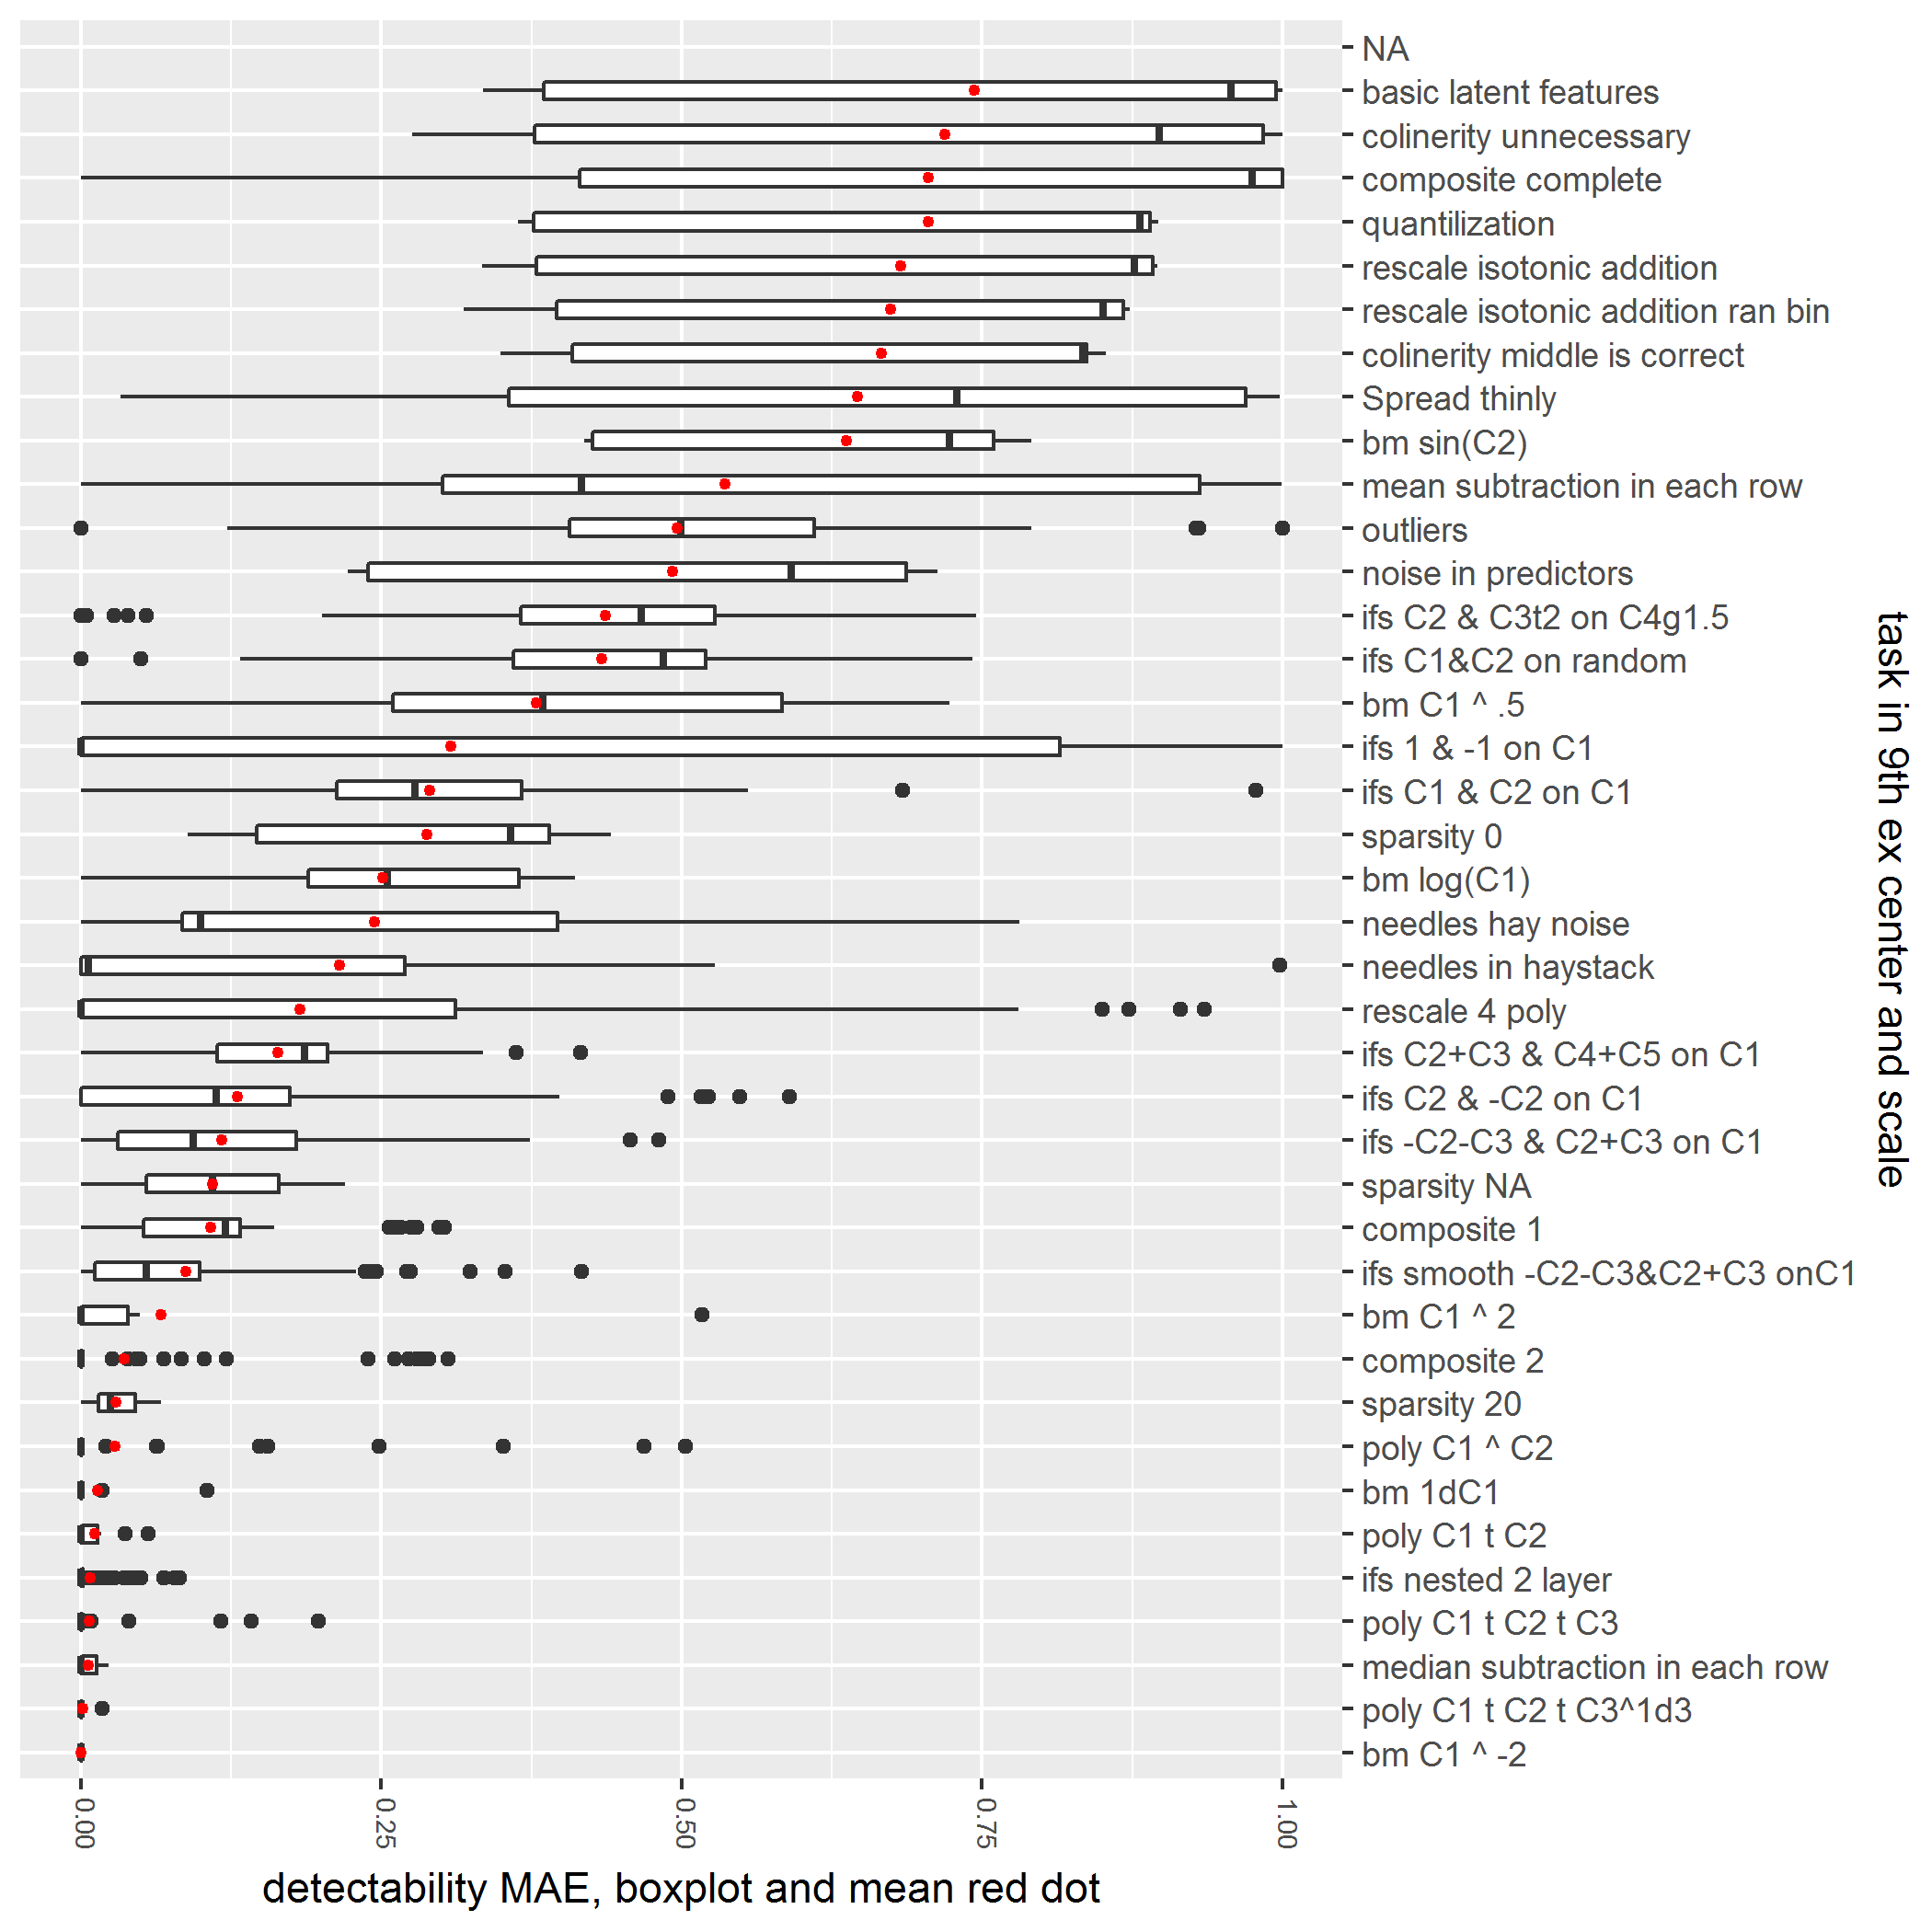 NA
basic latent features
colinerity unnecessary
composite complete
quantilization
rescale isotonic addition
rescale isotonic addition ran bin
colinerity middle is correct
Spread thinly
bm sin(C2)
mean subtraction in each row
outliers
noise in predictors
ifs C2 & C3t2 on C4g1.5
ifs C1&C2 on random
bm C1 ^ .5
ifs 1 & -1 on C1
ifs C1 & C2 on C1
sparsity 0
bm log(C1)
needles hay noise
needles in haystack
rescale 4 poly
ifs C2+C3 & C4+C5 on C1
ifs C2 & -C2 on C1
ifs -C2-C3 & C2+C3 on C1
sparsity NA
composite 1
ifs smooth -C2-C3&C2+C3 onC1
bm C1 ^ 2
composite 2
sparsity 20
poly C1 ^ C2
bm 1dC1
poly C1 t C2
ifs nested 2 layer
poly C1 t C2 t C3
median subtraction in each row
poly C1 t C2 t C3^1d3
bm C1 ^ -2
task in 9th ex center and scale
0.00
0.25
0.50
0.75
1.00
detectability MAE, boxplot and mean red dot